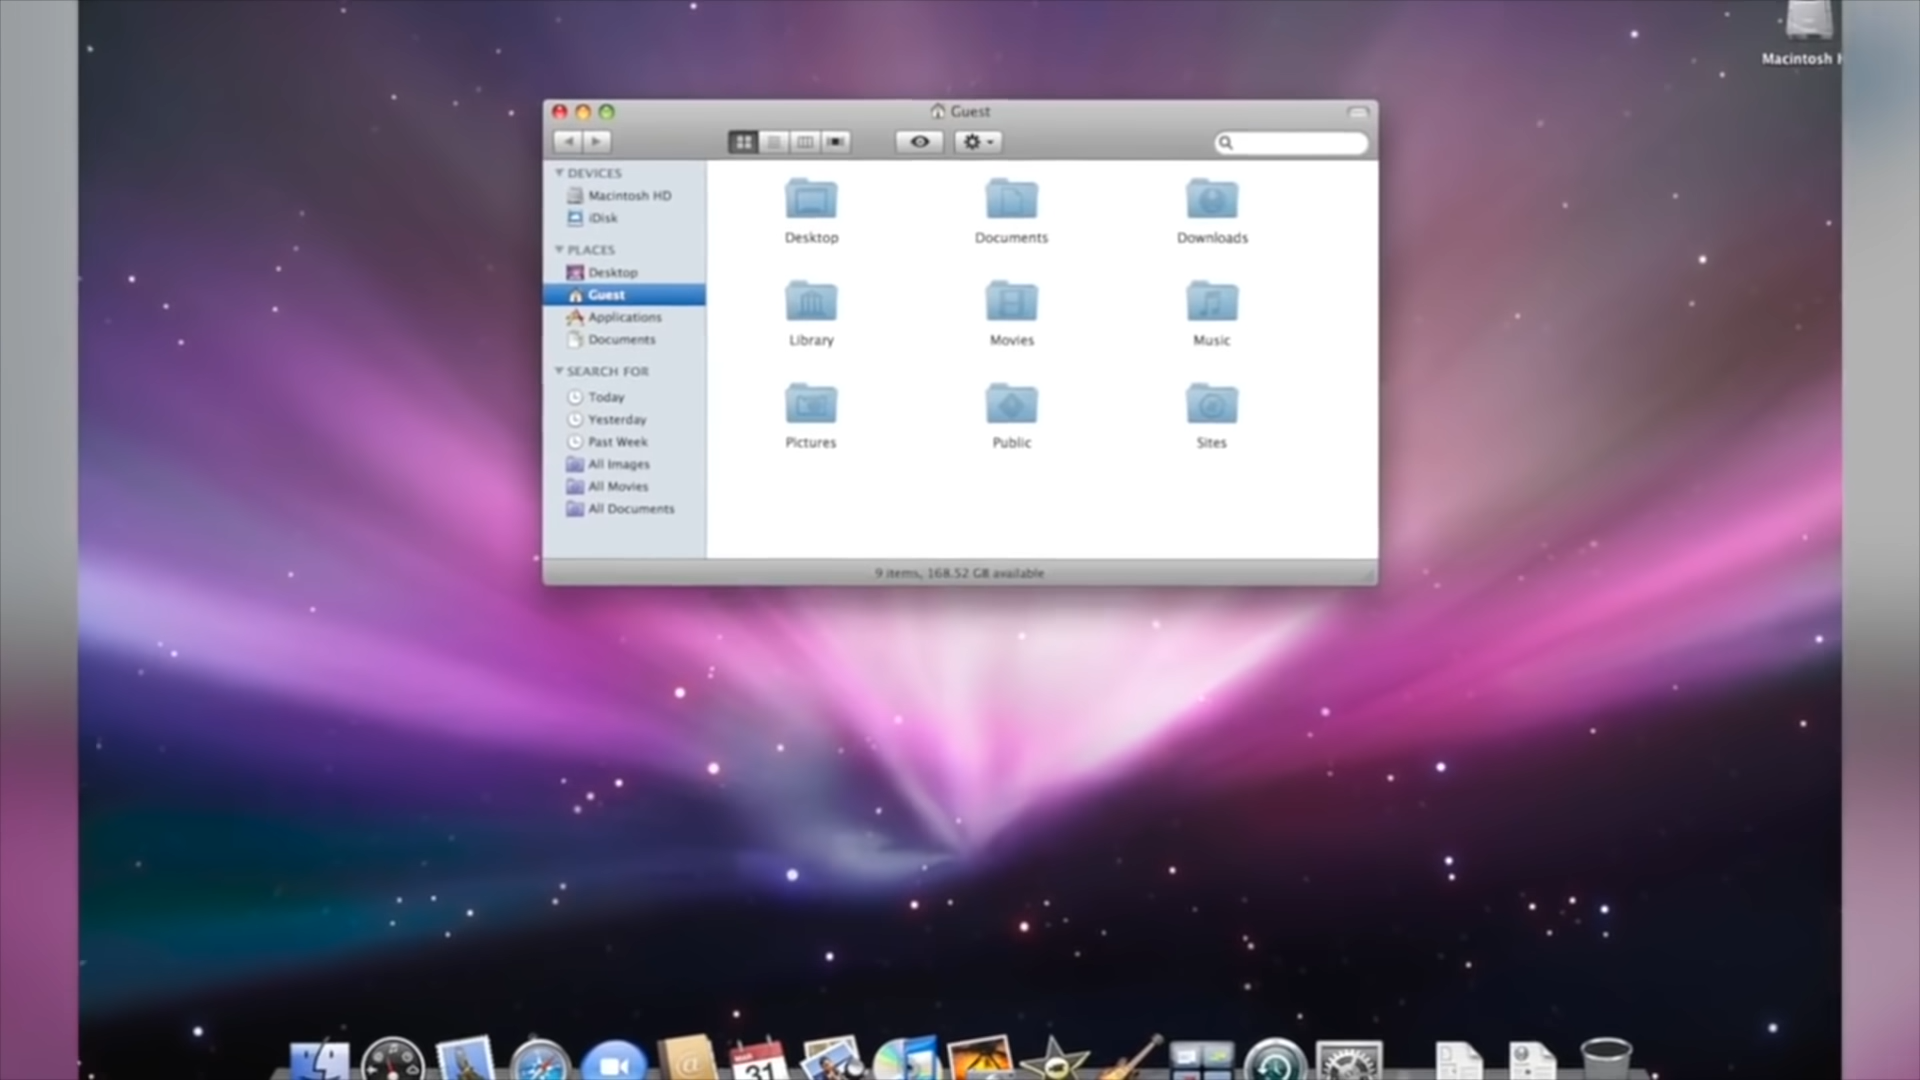 Macintosh H
Guest
DEVICES
Macintosh HD
iDisk
PLACES
Desktop
Guest
Applications
Documents
SEARCH FOR
Today
Yesterday
Past Week
All Images
All Movies
All Documents
Desktop
Documents
Downloads
Library
Movies
Music
Pictures
Public
Sites
9 items, 168.52 GB available
31